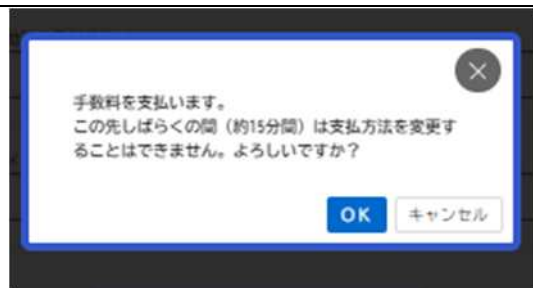 手数料を支払います。
この先しばらくの間（約15分間）は支払方法を変更す
ることはできません。よろしいですか？
OK キャンセル